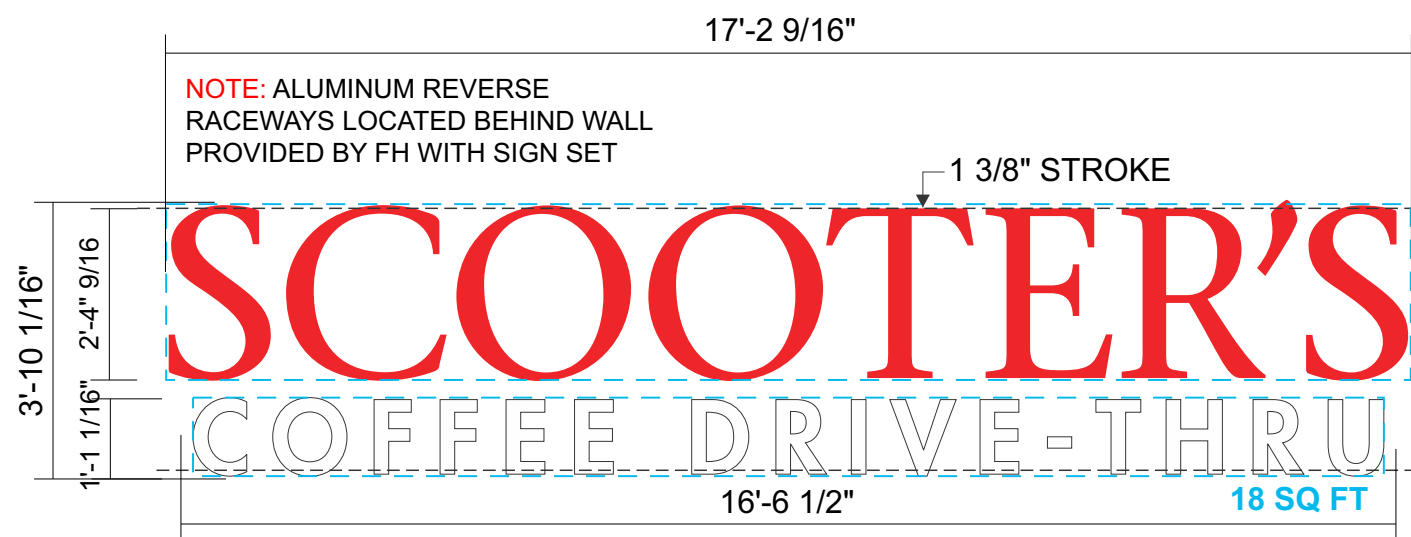 17'-2 9/16"
NOTE: ALUMINUM REVERSE
RACEWAYS LOCATED BEHIND WALL
PROVIDED BY FH WITH SIGN SET
1 3/8" STROKE
SCOOTER'S
3'-10 1/16"
2'-4" 9/16
1'-1 1/16"
COFFEE DRIVE-THRU
16'-6 1/2"
18 SQ FT